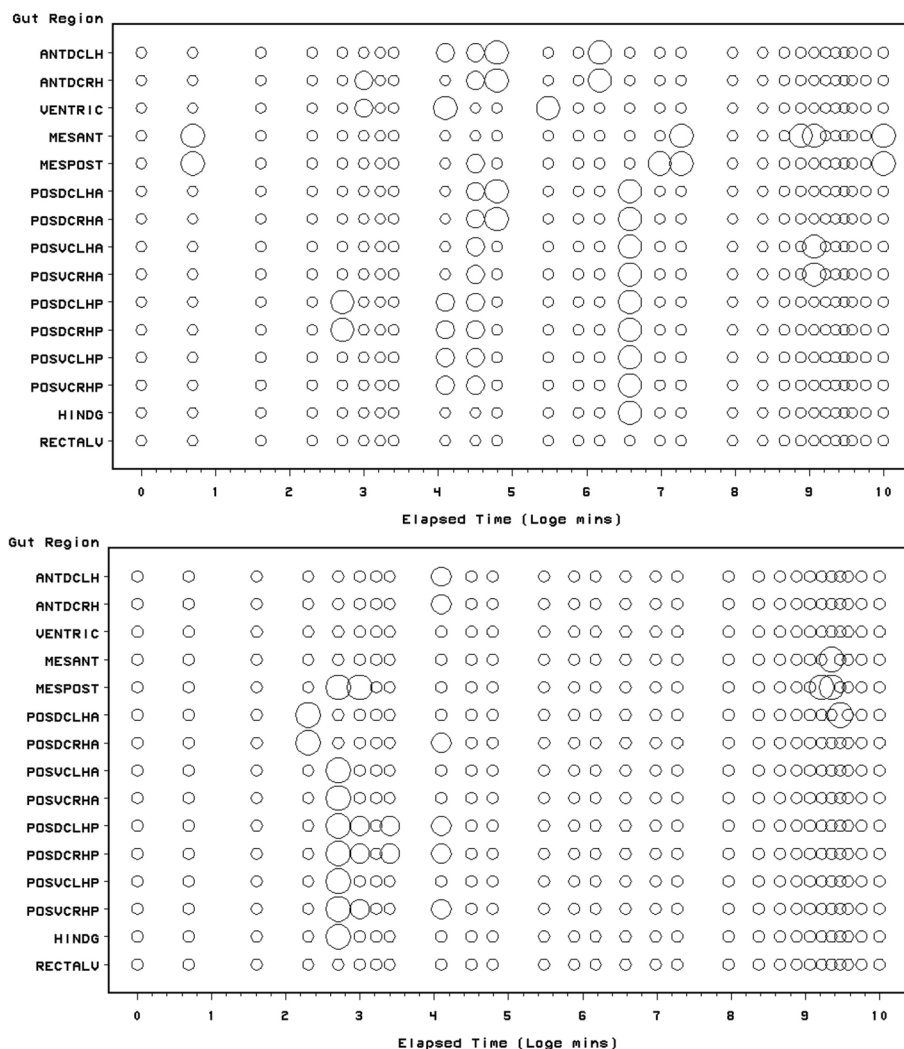 Gut Region
ANTDCLH
ANTDCRH
VENTRIC
MESANT
MESPOST
POSDCLHA
POSDCRHA
POSVCLHA
POSVCRHA
POSDCLHP
POSDCRHP
POSVCLHP
POSVCRHP
HINDG
RECTALV
0 1 2 3 4 5 6 7 8 9 10
Elapsed Time (Loge mins)
Gut Region
ANTDCLH
ANTDCRH
VENTRIC
MESANT
MESPOST
POSDCLHA
POSDCRHA
POSVCLHA
POSVCRHA
POSDCLHP
POSDCRHP
POSVCLHP
POSVCRHP
HINDG
RECTALV
0 1 2 3 4 5 6 7 8 9 10
Elapsed Time (Loge mins)